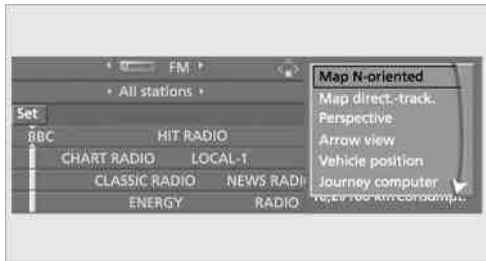 FM
All stations
Set
BBC HIT RADIO
CHART RADIO LOCAL-1
CLASSIC RADIO NEWS RADI
ENERGY RADIO
Map N-oriented
Map direct.-track.
Perspective
Arrow view
Vehicle position
Journey computer